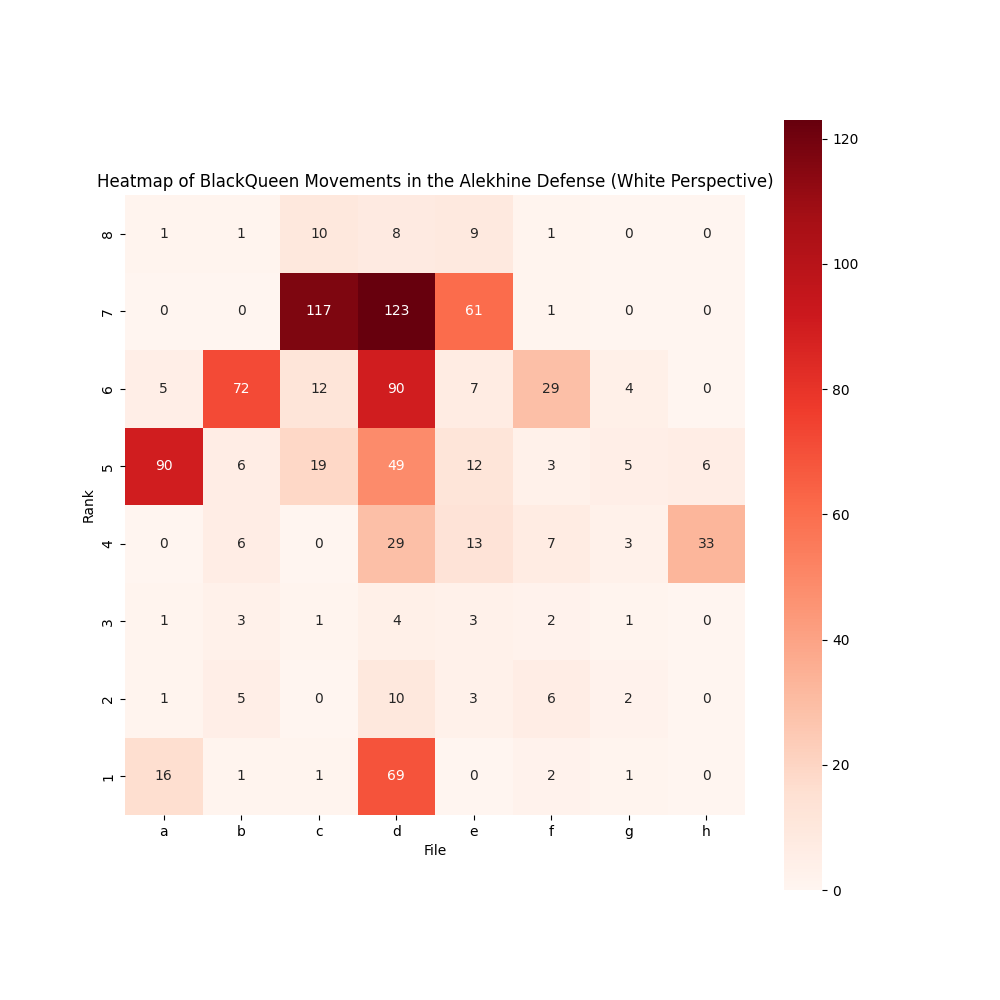 Heatmap of BlackQueen Movements in the Alekhine Defense (White Perspective)
8 1 1 10 8 9 1 0 0
7 0 0 117 123 61 1 0 0
6 5 72 12 90 7 29 4 0
5 90 6 19 49 12 3 5 6
4 0 6 0 29 13 7 3 33
3 1 3 1 4 3 2 1 0
2 1 5 0 10 3 6 2 0
1 16 1 1 69 0 2 1 0
a b c d e f g h
Rank
File
120
100
80
60
40
20
0